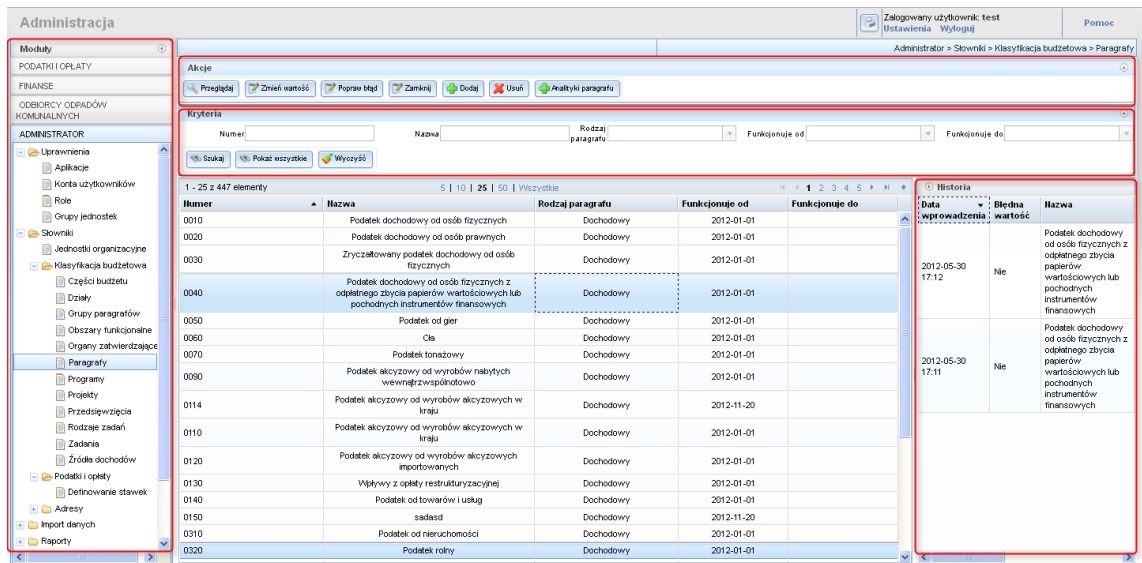 Administracja
Zalogowany użytkownik: test
Ustawienia Wyloguj
Pomoc
Administrator > Słowniki > Klasyfikacja budżetowa > Paragrafy
Moduły
PODATKI I OPŁATY
FINANSE
ODBIORCY ODPADÓW
KOMUNALNYCH
ADMINISTRATOR
Uprawnienia
Aplikacje
Konta użytkowników
Role
Grupy jednostek
Słowniki
Jednostki organizacyjne
Klasyfikacja budżetowa
Części budżetu
Działy
Grupy paragrafów
Obszary funkcjonalne
Organy zatwierdzające
Paragrafy
Programy
Projekty
Przedsięwzięcia
Rodzaje zadań
Zadania
Źródła dochodów
Podatki i opłaty
Definowanie stawek
Adresy
Import danych
Raporty
Akcje
Przeglądaj Zmień wartość Popraw błąd Zamknij Dodaj Usuń Analityki paragrafu
Kryteria
Numer Nazwa Rodzaj paragrafu Funkcjonuje od Funkcjonuje do
Szukaj Pokaż wszystkie Wyczyść
1 - 25 z 447 elementy 5 | 10 | 25 | 50 | Wszystkie 1 2 3 4 5
Numer Nazwa Rodzaj paragrafu Funkcjonuje od Funkcjonuje do
0010 Podatek dochodowy od osób fizycznych Dochodowy 2012-01-01
0020 Podatek dochodowy od osób prawnych Dochodowy 2012-01-01
0030 Zryczałtowany podatek dochodowy od osób fizycznych Dochodowy 2012-01-01
0040 Podatek dochodowy od osób fizycznych z odpłatnego zbycia papierów wartościowych lub pochodnych instrumentów finansowych Dochodowy 2012-01-01
0050 Podatek od gier Dochodowy 2012-01-01
0060 Cła Dochodowy 2012-01-01
0070 Podatek tonażowy Dochodowy 2012-01-01
0090 Podatek akcyzowy od wyrobów nabytych wewnątrzwspólnotowo Dochodowy 2012-01-01
0114 Podatek akcyzowy od wyrobów akcyzowych w kraju Dochodowy 2012-11-20
0110 Podatek akcyzowy od wyrobów akcyzowych w kraju Dochodowy 2012-01-01
0120 Podatek akcyzowy od wyrobów akcyzowych importowanych Dochodowy 2012-01-01
0130 Wpływy z opłaty restrukturyzacyjnej Dochodowy 2012-01-01
0140 Podatek od towarów i usług Dochodowy 2012-01-01
0150 sadasd Dochodowy 2012-11-20
0310 Podatek od nieruchomości Dochodowy 2012-01-01
0320 Podatek rolny Dochodowy 2012-01-01
Historia
Data wprowadzenia Błędna wartość Nazwa
2012-05-30 17:12 Nie Podatek dochodowy od osób fizycznych z odpłatnego zbycia papierów wartościowych lub pochodnych instrumentów finansowych
2012-05-30 17:11 Nie Podatek dochodowy od osób fizycznych z odpłatnego zbycia papierów wartościowych lub pochodnych instrumentów finansowych